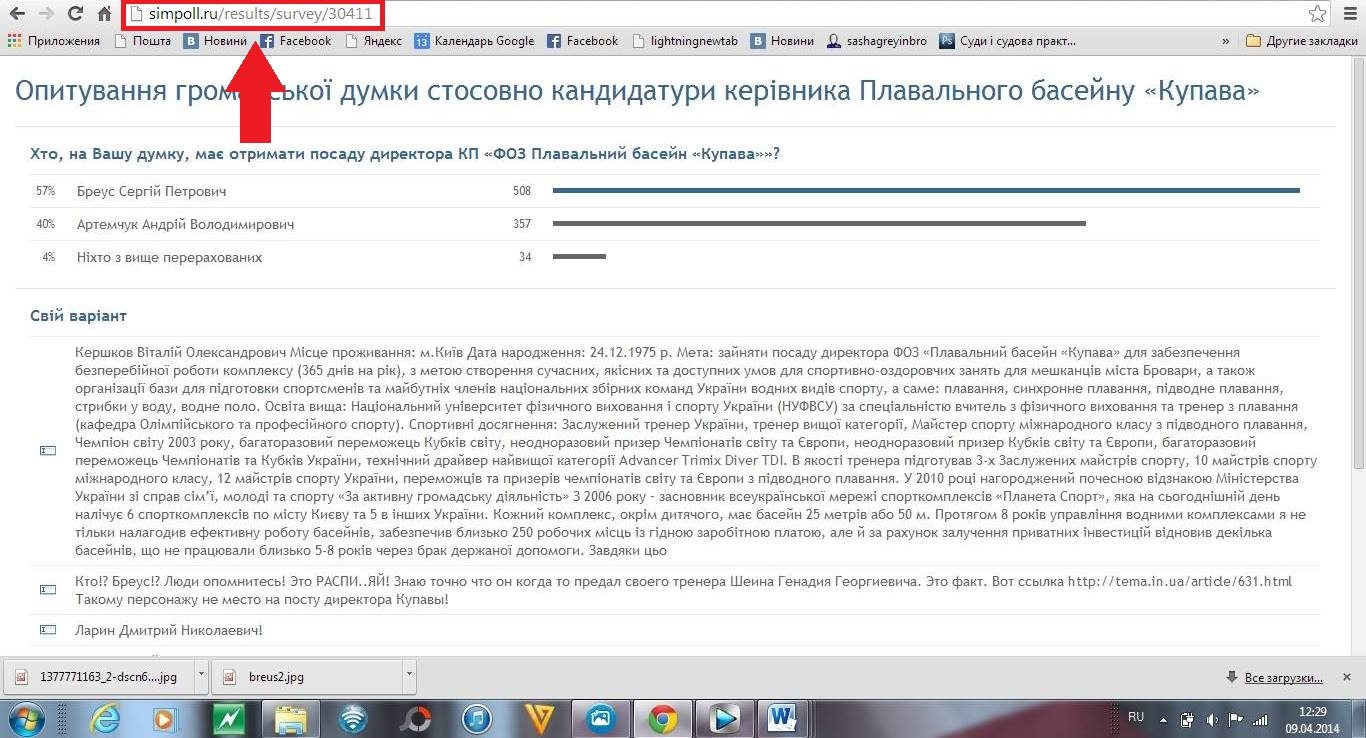 simpoll.ru/results/survey/30411
Приложения Пошта Новини Facebook Яндекс Календарь Google Facebook lightningnewtab Новини sashagreyinbro Суди і судова практ... » Другие закладки
Опитування громадської думки стосовно кандидатури керівника Плавального басейну «Купава»
Хто, на Вашу думку, має отримати посаду директора КП «ФОЗ Плавальний басейн «Купава»»?
57% Бреус Сергій Петрович 508
40% Артемчук Андрій Володимирович 357
4% Ніхто з вище перерахованих 34
Свій варіант
Кершков Віталій Олександрович Місце проживання: м.Київ Дата народження: 24.12.1975 р. Мета: зайняти посаду директора ФОЗ «Плавальний басейн «Купава» для забезпечення
безперебійної роботи комплексу (365 днів на рік), з метою створення сучасних, якісних та доступних умов для спортивно-оздоровчих занять для мешканців міста Бровари, а також
організації бази для підготовки спортсменів та майбутніх членів національних збірних команд України водних видів спорту, а саме: плавання, синхронне плавання, підводне плавання,
стрибки у воду, водне поло. Освіта вища: Національний університет фізичного виховання і спорту України (НУФВСУ) за спеціальністю вчитель з фізичного виховання та тренер з плавання
(кафедра Олімпійського та професійного спорту). Спортивні досягнення: Заслужений тренер України, тренер вищої категорії, Майстер спорту міжнародного класу з підводного плавання,
Чемпіон світу 2003 року, багаторазовий переможець Кубків світу, неодноразовий призер Чемпіонатів світу та Європи, неодноразовий призер Кубків світу та Європи, багаторазовий
переможець Чемпіонатів та Кубків України, технічний драйвер найвищої категорії Advancer Trimix Diver TDI. В якості тренера підготував 3-х Заслужених майстрів спорту, 10 майстрів спорту
міжнародного класу, 12 майстрів спорту України, переможців та призерів чемпіонатів світу та Європи з підводного плавання. У 2010 році нагороджений почесною відзнакою Міністерства
України зі справ сім’ї, молоді та спорту «За активну громадську діяльність» З 2006 року – засновник всеукраїнської мережі спорткомплексів «Планета Спорт», яка на сьогоднішній день
налічує 6 спорткомплексів по місту Києву та 5 в інших України. Кожний комплекс, окрім дитячого, має басейн 25 метрів або 50 м. Протягом 8 років управління водними комплексами я не
тільки налагодив ефективну роботу басейнів, забезпечив близько 250 робочих місць із гідною заробітною платою, але й за рахунок залучення приватних інвестицій відновив декілька
басейнів, що не працювали близько 5-8 років через брак держаної допомоги. Завдяки цьо
Кто!? Бреус!? Люди опомнитесь! Это РАСПИ..ЯЙ! Знаю точно что он когда то предал своего тренера Шеина Генадия Георгиевича. Это факт. Вот ссылка http://tema.in.ua/article/631.html
Такому персонажу не место на посту директора Купавы!
Ларин Дмитрий Николаевич!
1377771163_2-dscn6....jpg breus2.jpg Все загрузки...
RU 12:29
09.04.2014